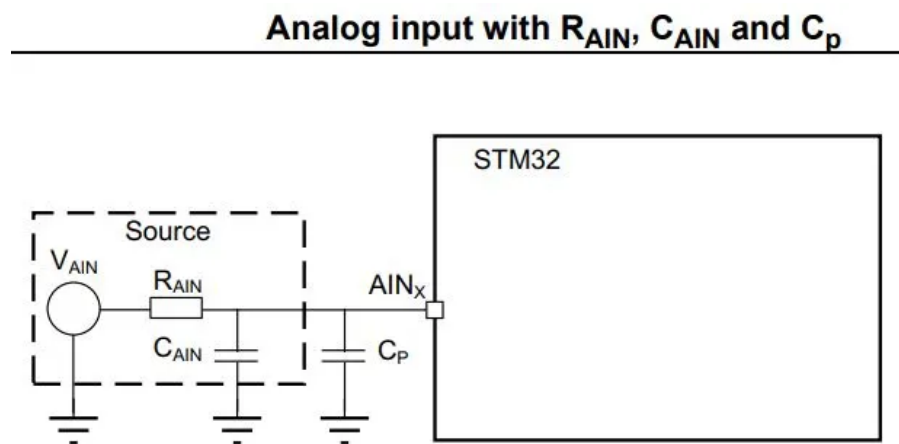 Analog input with RAIN, CAIN and Cp
STM32
Source
VAIN
RAIN
AINX
CAIN
CP